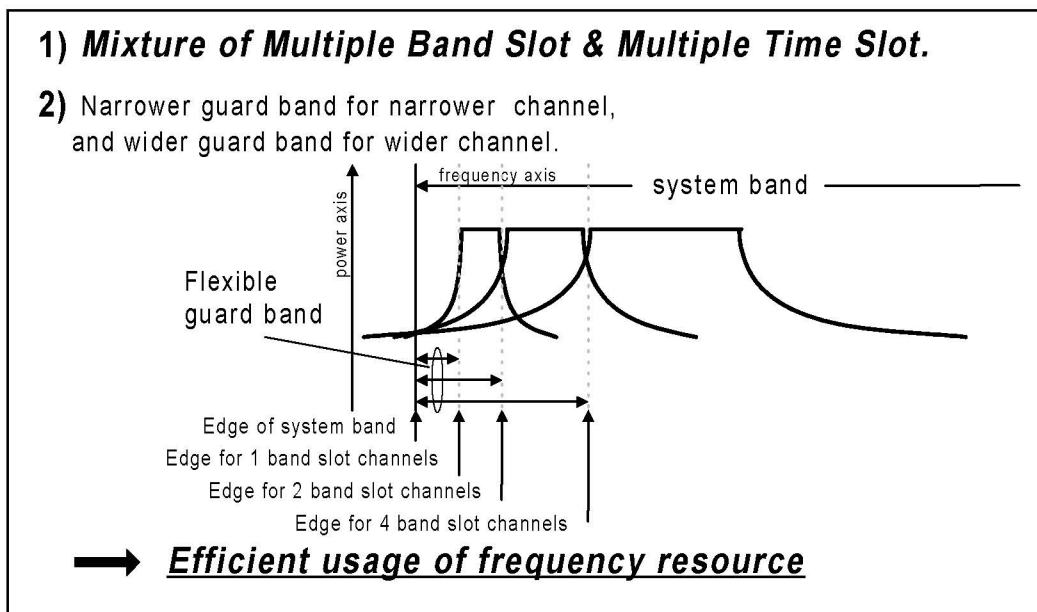 1) Mixture of Multiple Band Slot & Multiple Time Slot.
2) Narrower guard band for narrower channel,
and wider guard band for wider channel.
power axis
frequency axis
system band
Flexible
guard band
Edge of system band
Edge for 1 band slot channels
Edge for 2 band slot channels
Edge for 4 band slot channels
Efficient usage of frequency resource